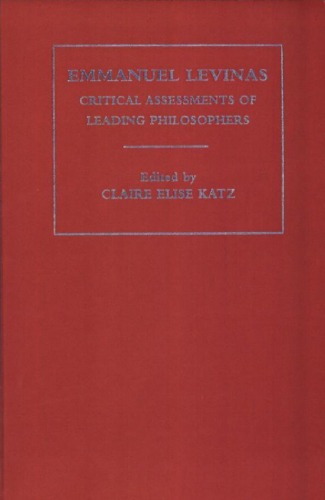 EMMANUEL LEVINAS
CRITICAL ASSESSMENTS OF
LEADING PHILOSOPHERS
Edited by
CLAIRE ELISE KATZ